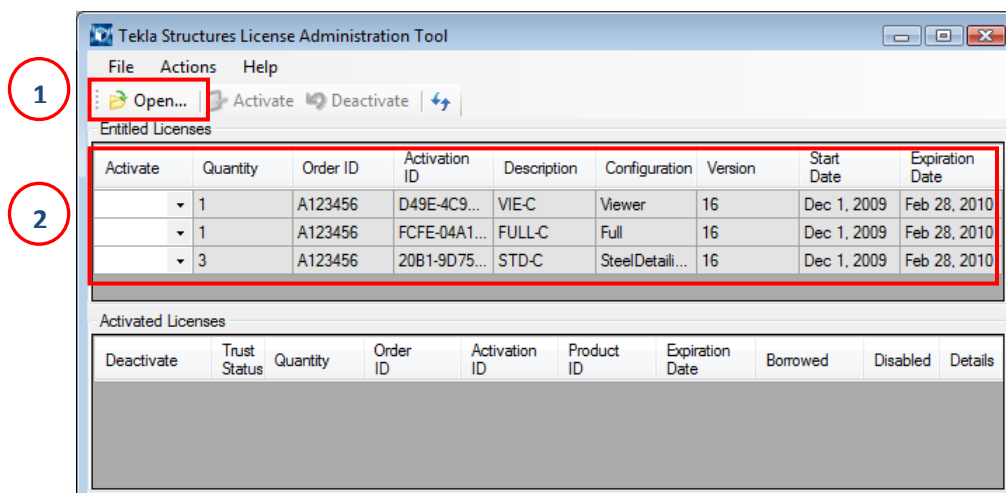 Tekla Structures License Administration Tool
File Actions Help
1
Open... Activate Deactivate
Entitled Licenses
Activate Quantity Order ID Activation ID Description Configuration Version Start Date Expiration Date
2
1 A123456 D49E-4C9... VIE-C Viewer 16 Dec 1, 2009 Feb 28, 2010
1 A123456 FCFE-04A1... FULL-C Full 16 Dec 1, 2009 Feb 28, 2010
3 A123456 20B1-9D75... STD-C SteelDetaili... 16 Dec 1, 2009 Feb 28, 2010
Activated Licenses
Deactivate Trust Status Quantity Order ID Activation ID Product ID Expiration Date Borrowed Disabled Details